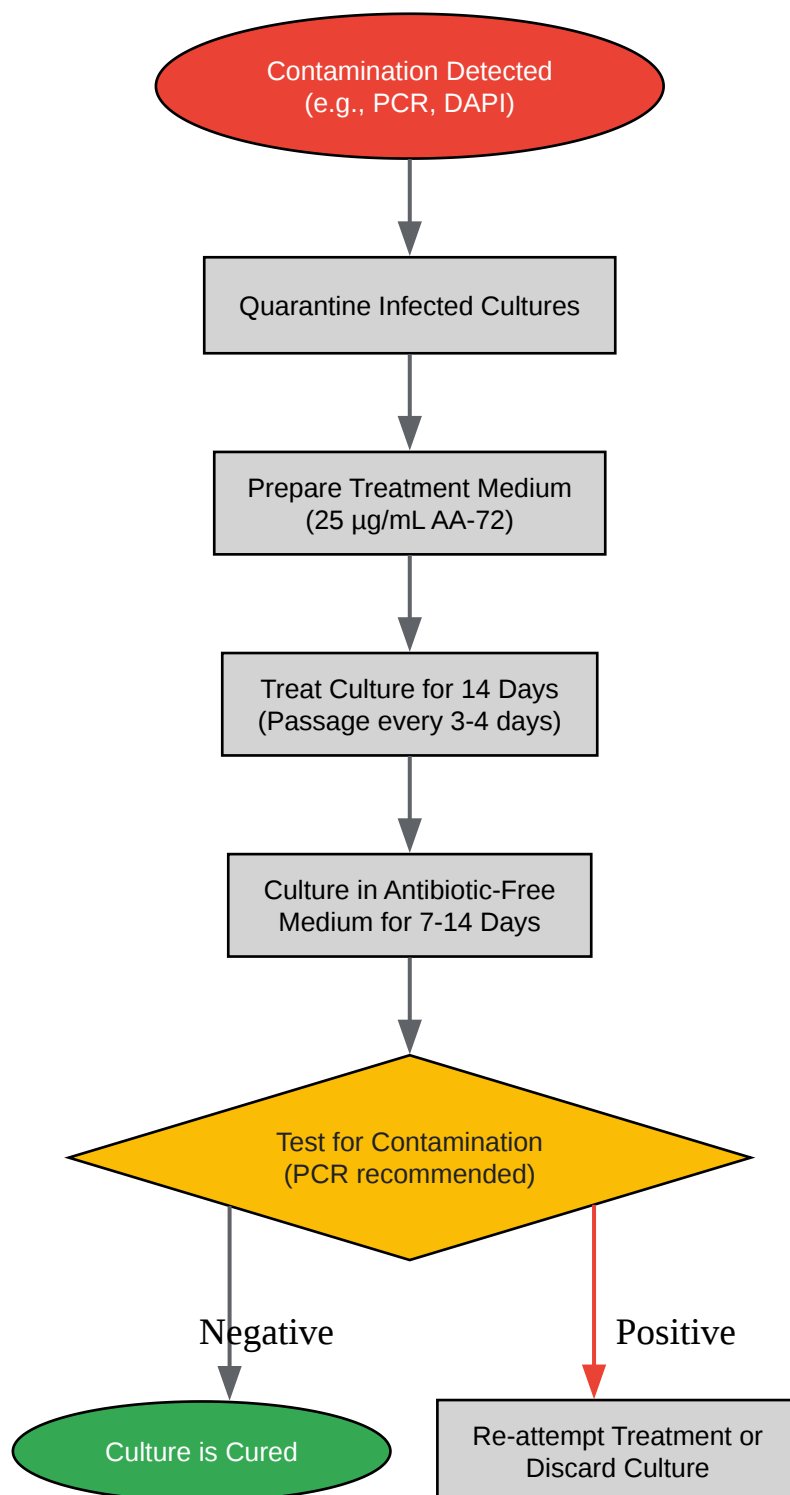 Contamination Detected
(e.g., PCR, DAPI)
Quarantine Infected Cultures
Prepare Treatment Medium
(25 µg/mL AA-72)
Treat Culture for 14 Days
(Passage every 3-4 days)
Culture in Antibiotic-Free
Medium for 7-14 Days
Test for Contamination
(PCR recommended)
Negative
Positive
Culture is Cured
Re-attempt Treatment or
Discard Culture